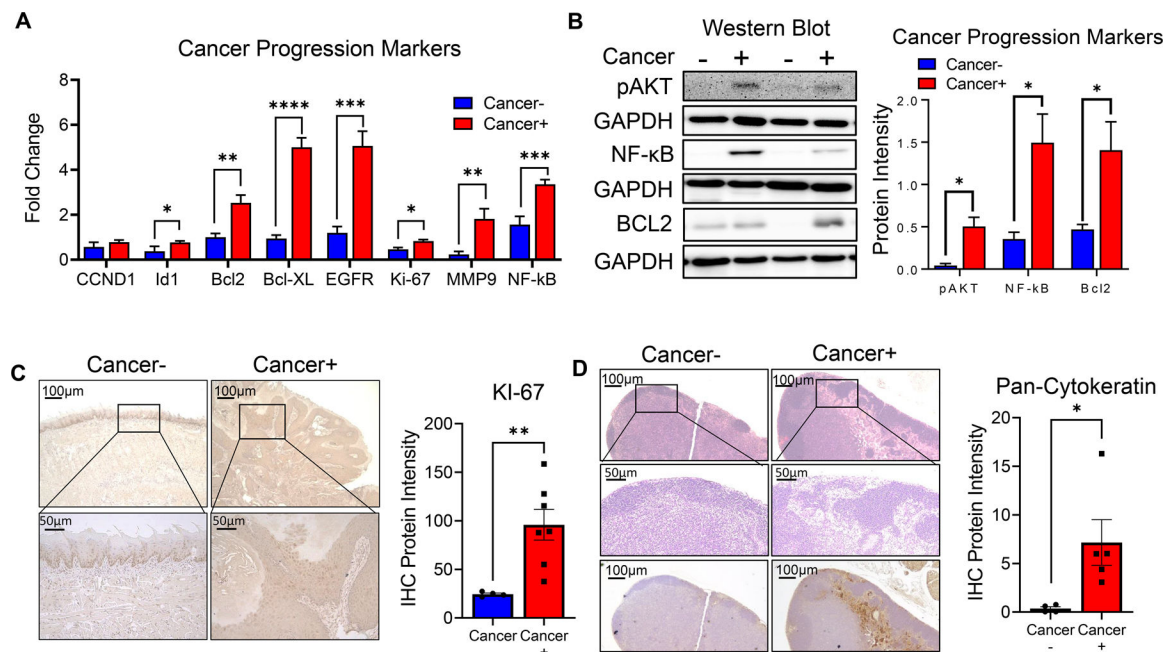 A
Cancer Progression Markers
Fold Change
8
6
4
2
0
Cancer-
Cancer+
* ** **** *** * ** ***
CCND1 Id1 Bcl2 Bcl-XL EGFR Ki-67 MMP9 NF-kB
B
Western Blot
Cancer - + - +
pAKT
GAPDH
NF-κB
GAPDH
BCL2
GAPDH
Cancer Progression Markers
Cancer-
Cancer+
Protein Intensity
2.0
1.5
1.0
0.5
0.0
* * *
pAKT NF-kB Bcl2
C
Cancer- Cancer+
100µm 100µm
50µm 50µm
KI-67
IHC Protein Intensity
200
150
100
50
0
**
Cancer Cancer
- +
D
Cancer- Cancer+
100µm 100µm
50µm 50µm
100µm 100µm
Pan-Cytokeratin
IHC Protein Intensity
20
15
10
5
0
*
Cancer Cancer
- +